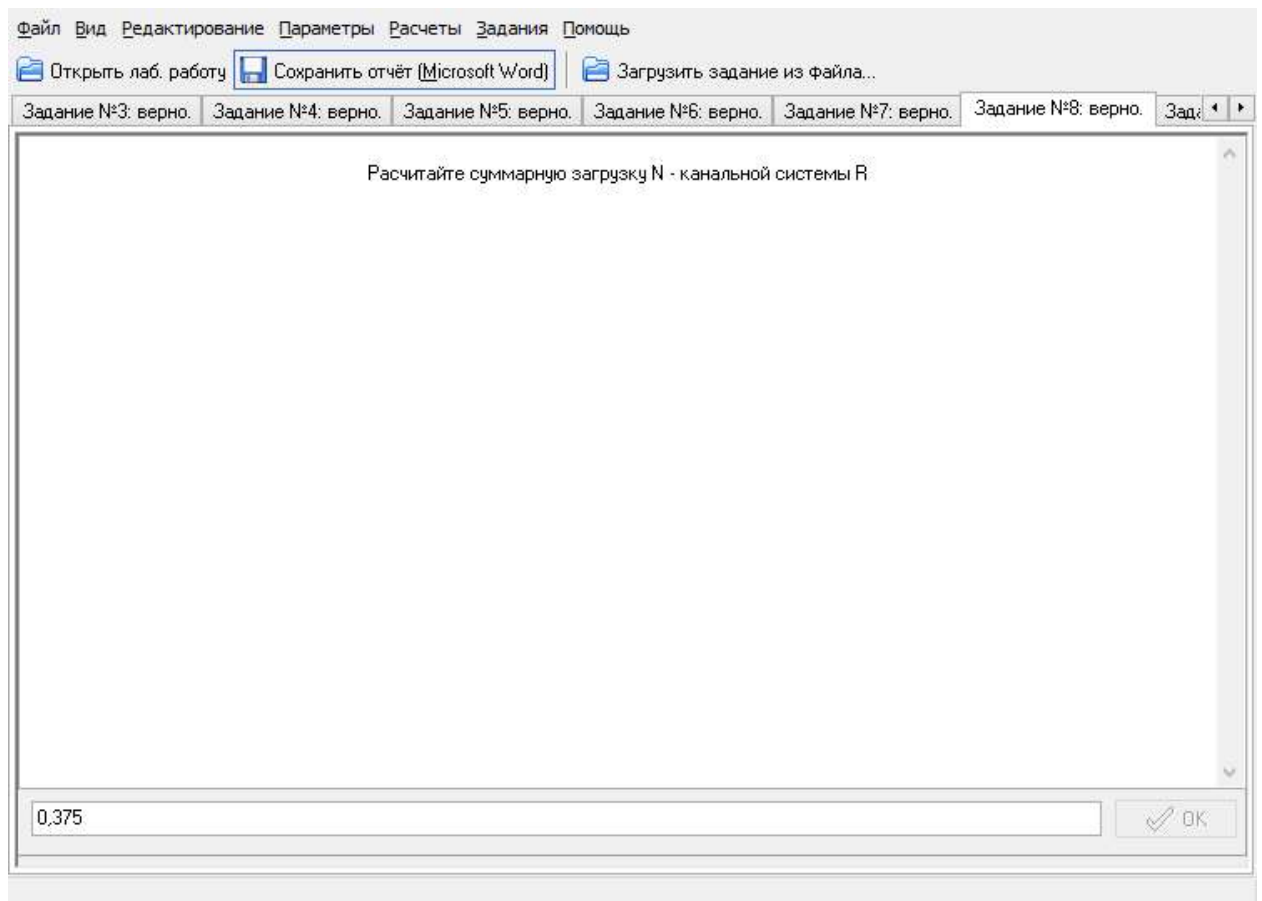 Файл Вид Редактирование Параметры Расчеты Задания Помощь
Открыть лаб. работу Сохранить отчёт (Microsoft Word) Загрузить задание из файла...
Задание №3: верно. Задание №4: верно. Задание №5: верно. Задание №6: верно. Задание №7: верно. Задание №8: верно. Зада
Расчитайте суммарную загрузку N - канальной системы R
0,375 OK